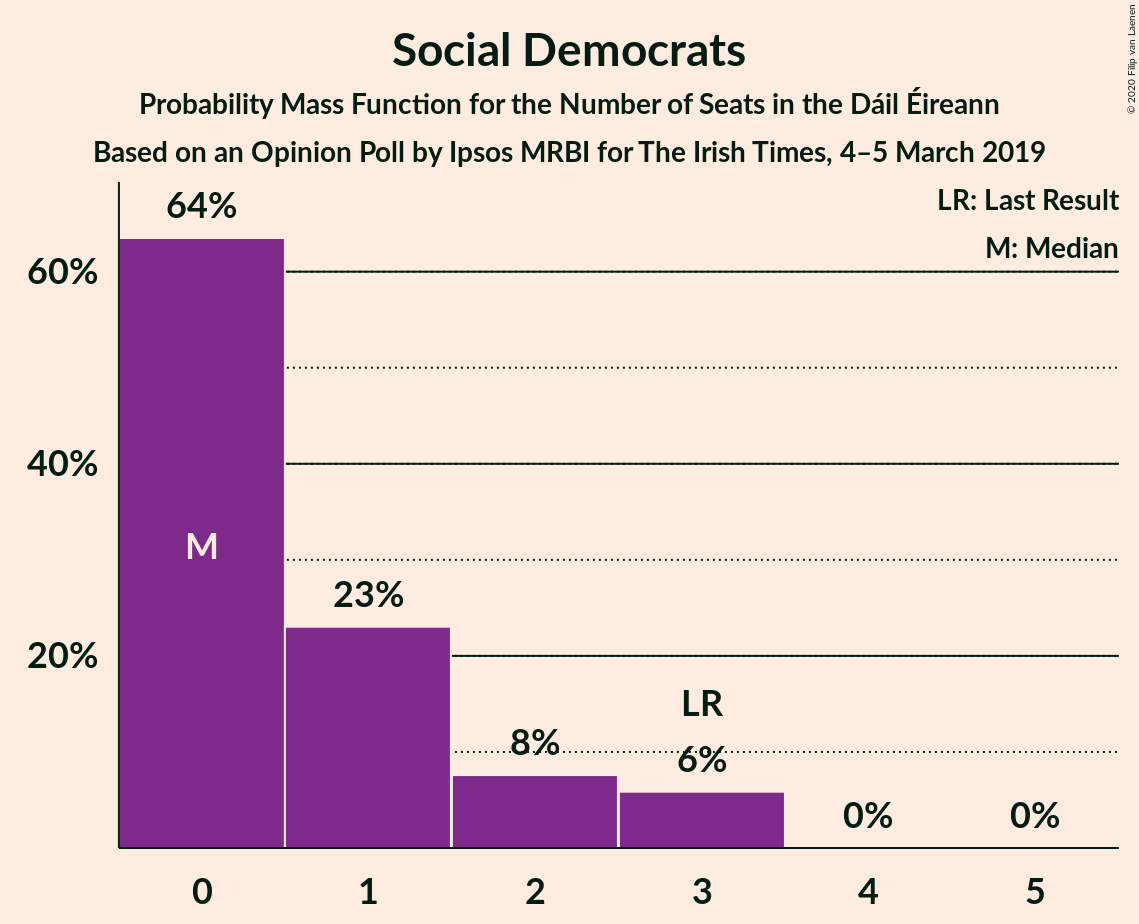 Social Democrats
Probability Mass Function for the Number of Seats in the Dáil Éireann
Based on an Opinion Poll by Ipsos MRBI for The Irish Times, 4–5 March 2019
© 2020 Filip van Laenen
LR: Last Result
M: Median
64%
60%
M
40%
23%
20%
LR
8%
6%
0%
0%
0 1 2 3 4 5